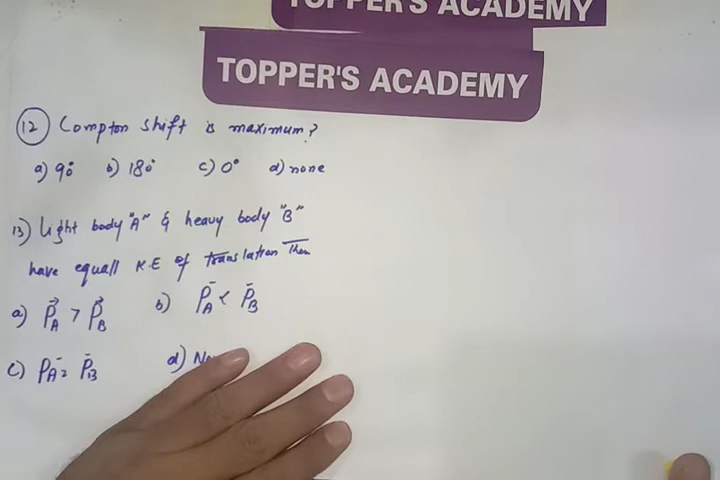 TOPPER'S ACADEMY
TOPPER'S ACADEMY
12 Compton shift is maximum?
a) 90° b) 180° c) 0° d) none
13) Light body "A" & heavy body "B"
have equall K.E of translation Then
a) P⃗A > P⃗B b) P̄A < P̄B
c) P̄A = P̄B d)